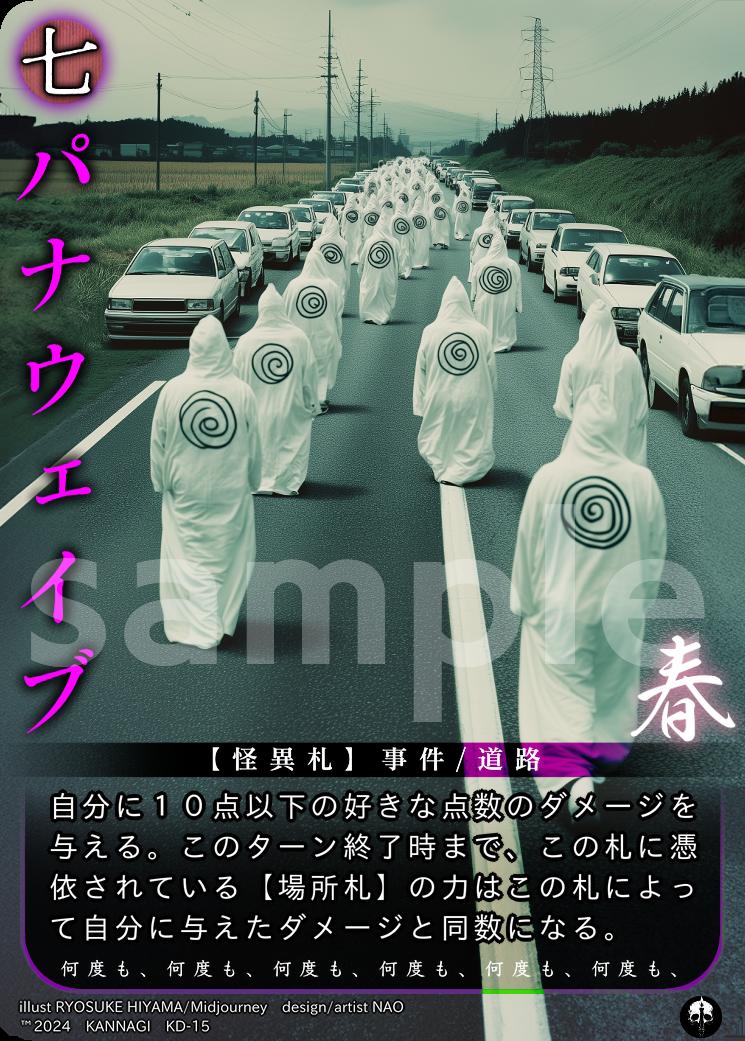 七
パナウェイブ
sample
春
【怪異札】事件/道路
自分に１０点以下の好きな点数のダメージを
与える。このターン終了時まで、この札に憑
依されている【場所札】の力はこの札によっ
て自分に与えたダメージと同数になる。
何度も、何度も、何度も、何度も、何度も、何度も、
illust RYOSUKE HIYAMA/Midjourney design/artist NAO
™2024 KANNAGI KD-15